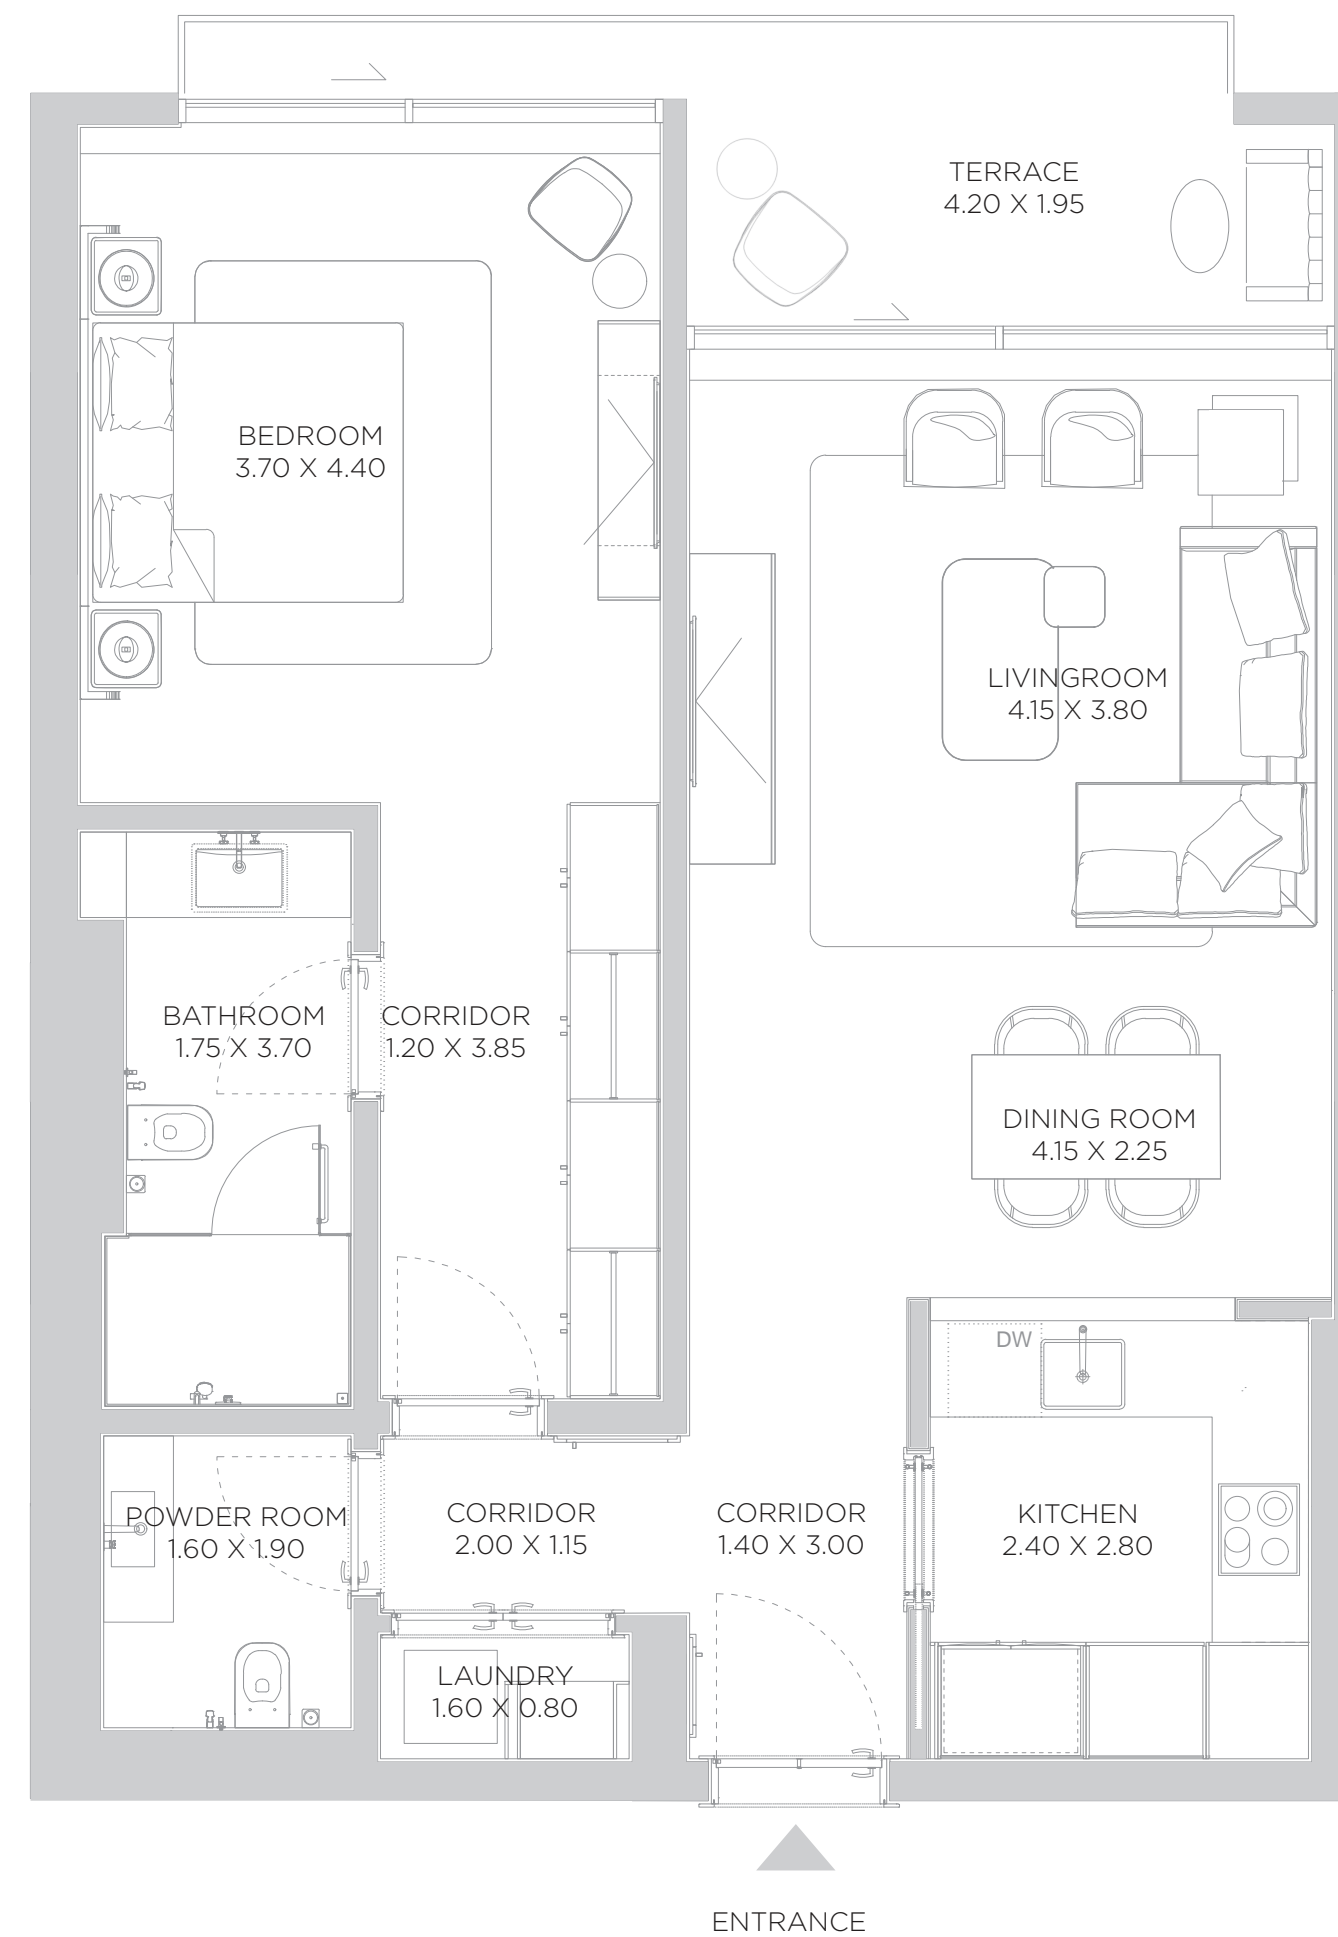 TERRACE
4.20 X 1.95
BEDROOM
3.70 X 4.40
LIVINGROOM
4.15 X 3.80
BATHROOM
1.75 X 3.70
CORRIDOR
1.20 X 3.85
DINING ROOM
4.15 X 2.25
DW
POWDER ROOM
1.60 X 1.90
CORRIDOR
2.00 X 1.15
CORRIDOR
1.40 X 3.00
KITCHEN
2.40 X 2.80
LAUNDRY
1.60 X 0.80
ENTRANCE